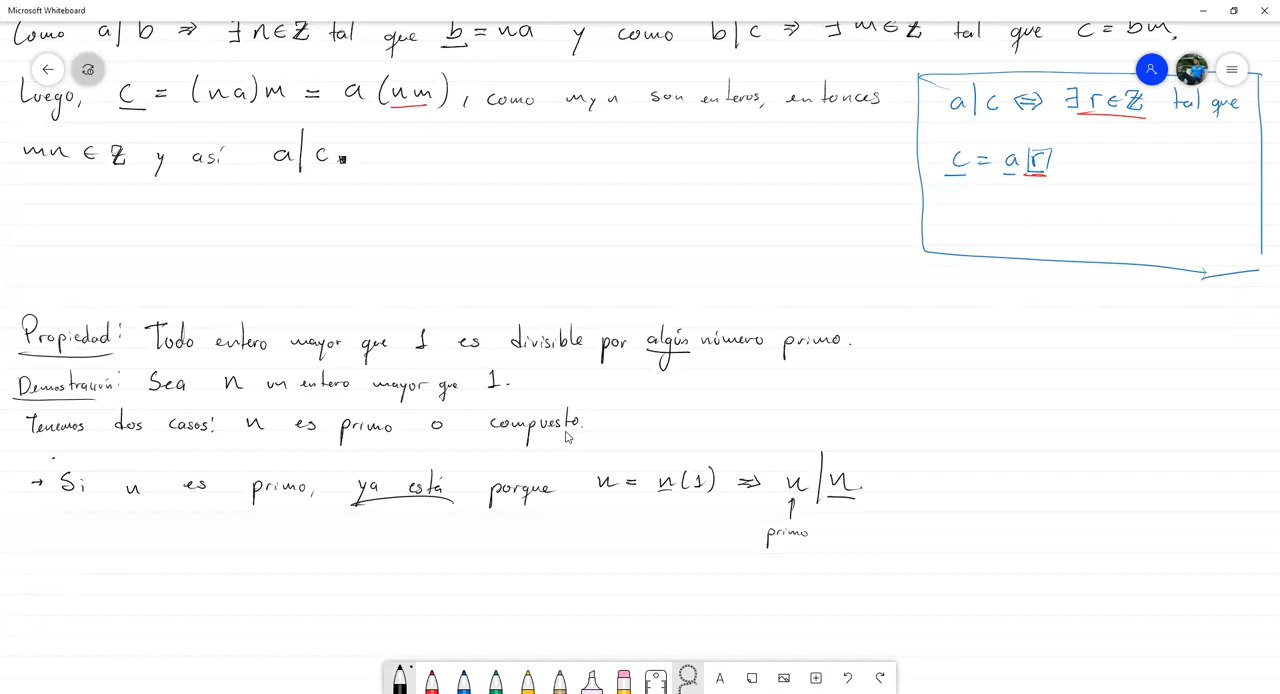 Microsoft Whiteboard
Como a|b ⇒ ∃ n∈ℤ tal que b = na y como b|c ⇒ ∃ m∈ℤ tal que c = bm,
Luego, c = (na)m = a(nm), como m y n son enteros, entonces
mn ∈ ℤ y así a|c.
a|c ⇔ ∃ r∈ℤ tal que
c = a r
Propiedad: Todo entero mayor que 1 es divisible por algún número primo.
Demostración: Sea n un entero mayor que 1.
Tenemos dos casos: n es primo o compuesto.
→ Si n es primo, ya está porque n = n(1) ⇒ n|n.
primo
A